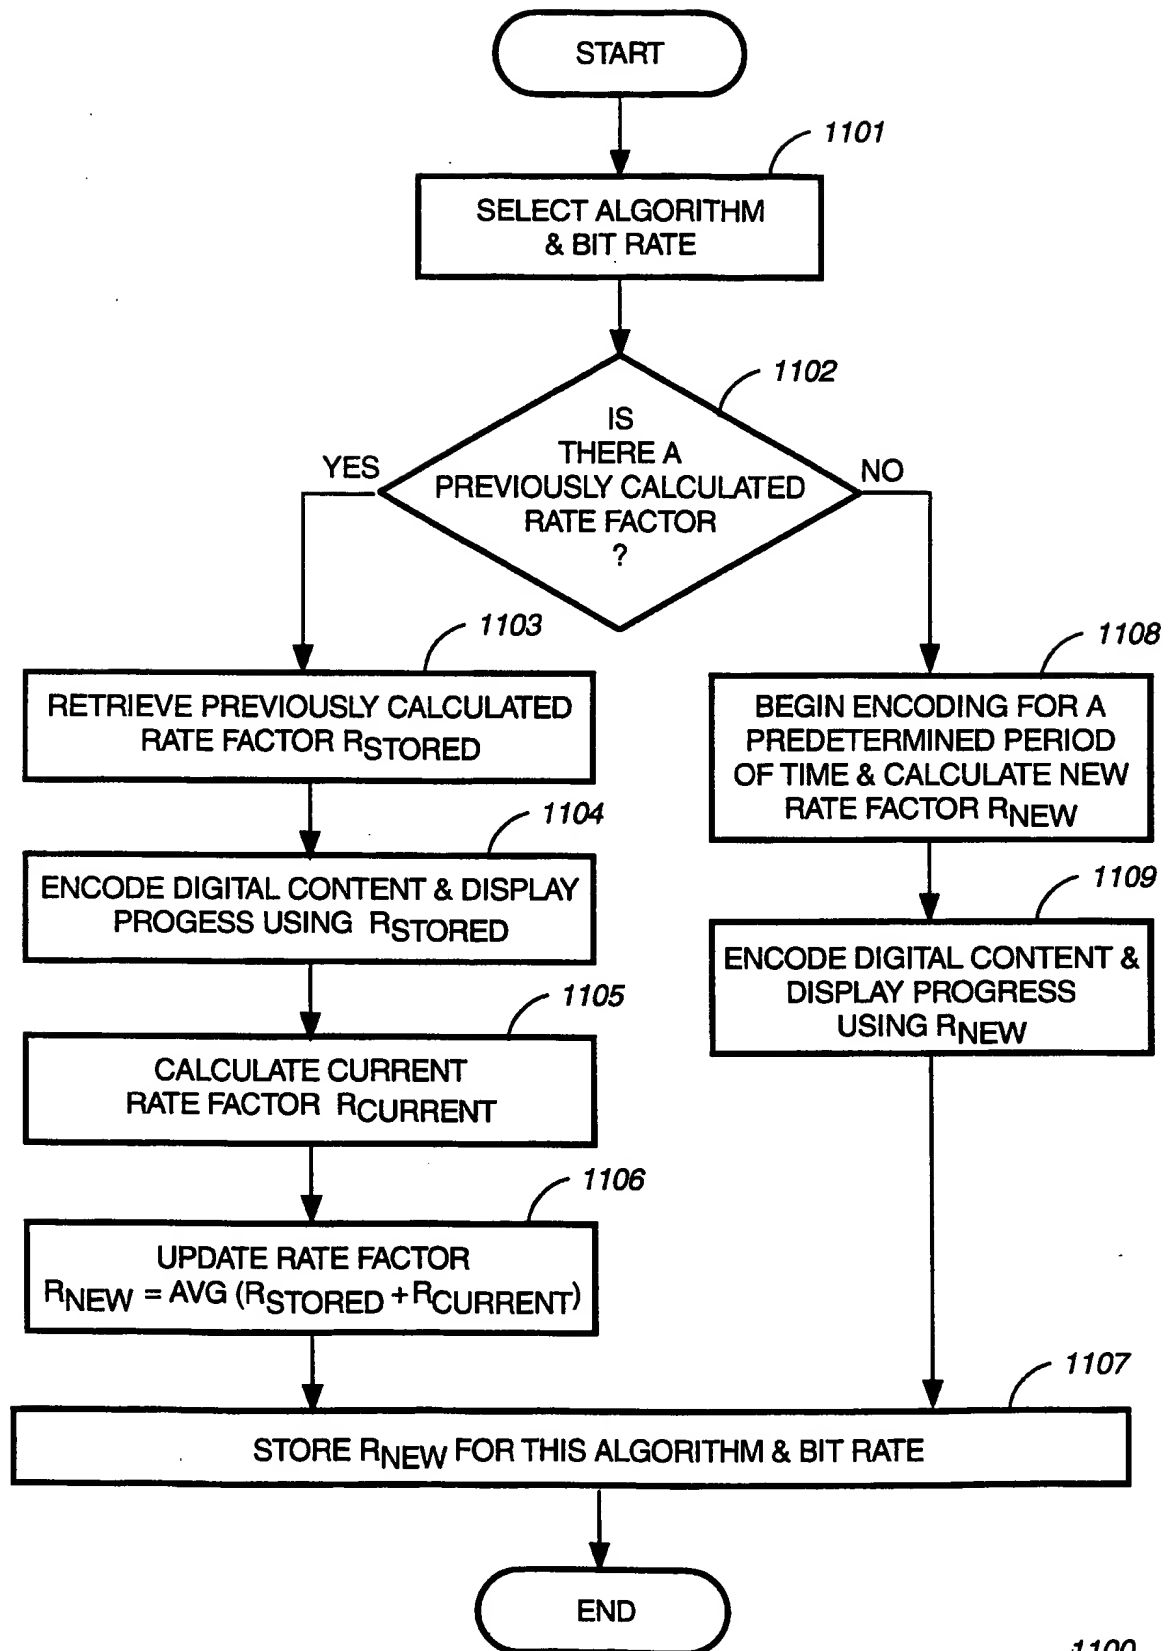 START
1101
SELECT ALGORITHM
& BIT RATE
1102
IS
THERE A
PREVIOUSLY CALCULATED
RATE FACTOR
?
YES
NO
1103
RETRIEVE PREVIOUSLY CALCULATED
RATE FACTOR RSTORED
1108
BEGIN ENCODING FOR A
PREDETERMINED PERIOD
OF TIME & CALCULATE NEW
RATE FACTOR RNEW
1104
ENCODE DIGITAL CONTENT & DISPLAY
PROGESS USING RSTORED
1109
ENCODE DIGITAL CONTENT &
DISPLAY PROGRESS
USING RNEW
1105
CALCULATE CURRENT
RATE FACTOR RCURRENT
1106
UPDATE RATE FACTOR
RNEW = AVG (RSTORED + RCURRENT)
1107
STORE RNEW FOR THIS ALGORITHM & BIT RATE
END
1100